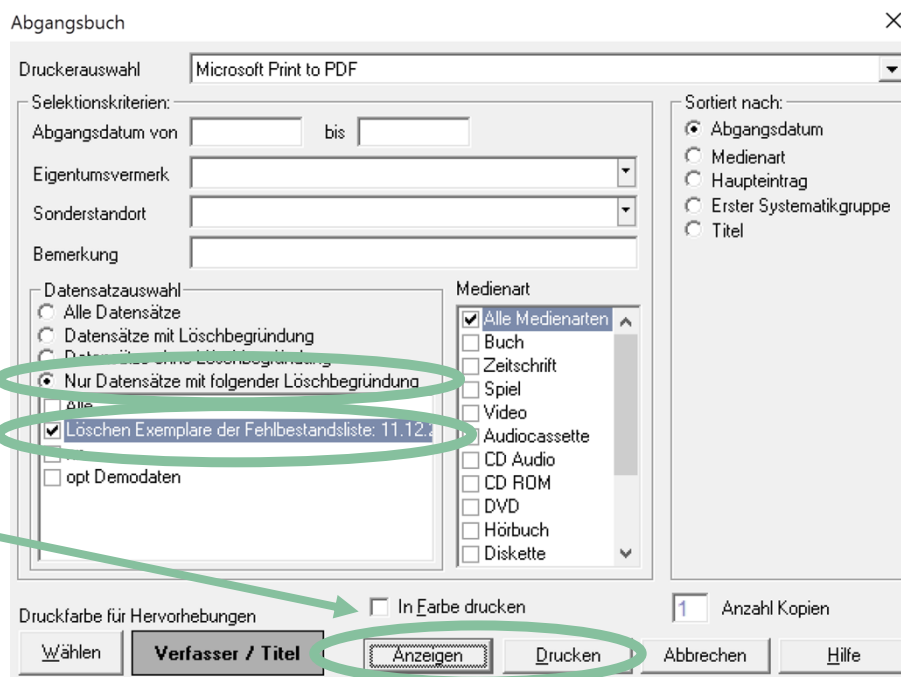 Abgangsbuch
Druckerauswahl Microsoft Print to PDF
Selektionskriterien:
Abgangsdatum von bis
Eigentumsvermerk
Sonderstandort
Bemerkung
Datensatzauswahl
Alle Datensätze
Datensätze mit Löschbegründung
Datensätze ohne Löschbegründung
Nur Datensätze mit folgender Löschbegründung
Alle
Löschen Exemplare der Fehlbestandsliste: 11.12.
opt Demodaten
Medienart
Alle Medienarten
Buch
Zeitschrift
Spiel
Video
Audiocassette
CD Audio
CD ROM
DVD
Hörbuch
Diskette
Sortiert nach:
Abgangsdatum
Medienart
Haupteintrag
Erster Systematikgruppe
Titel
Druckfarbe für Hervorhebungen
In Farbe drucken
1 Anzahl Kopien
Wählen Verfasser / Titel Anzeigen Drucken Abbrechen Hilfe